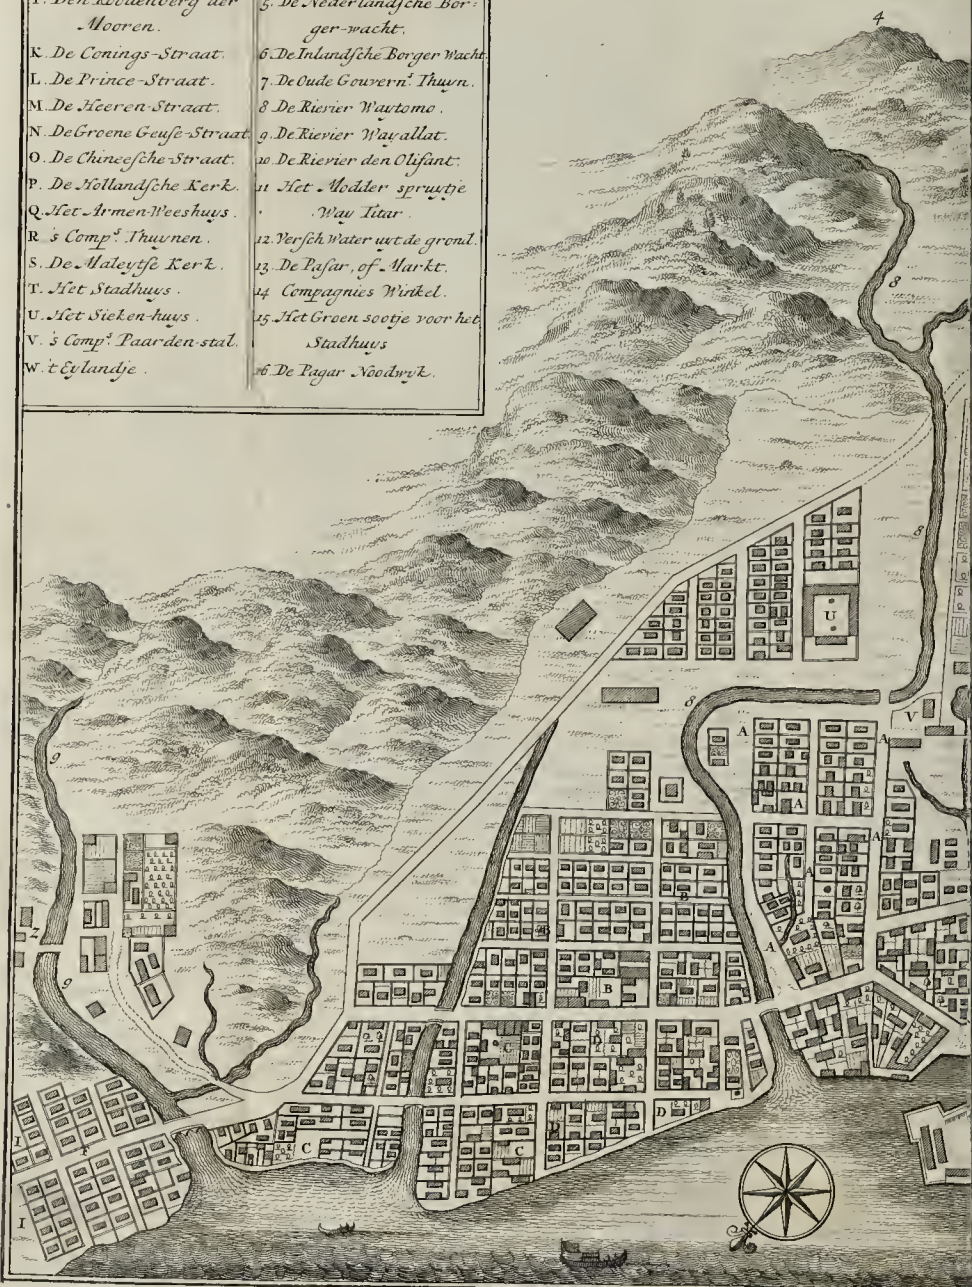 Mooren.
K. De Conings-Straat.
L. De Prince-Straat.
M. De Heeren-Straat.
N. De Groene Geuse-Straat
O. De Chineesche-Straat.
P. De Hollandsche Kerk.
Q. Het Armen-Weeshuys.
R 's Comp.s Thuynen.
S. De Maleytse Kerk.
T. Het Stadhuys.
U. Het Sieken-huys.
V. 's Comp.s Paarden-stal.
W. 't Eylandje.
5. De Nederlandsche Bor-
ger-wacht.
6. De Inlandsche Borger Wacht
7. De Oude Gouvern.s Thuyn.
8 De Rievier Waytomo.
9. De Rievier Wayallat.
10. De Rievier den Olifant.
11 Het Modder spruytje
Way Titar.
12. Versch Water uyt de grond.
13. De Pasar, of Markt.
14 Compagnies Winkel.
15. Het Groen sootje voor het
Stadhuys
16. De Pagar Noodwyk.
4
8
8
U
8
V
A
A
9
A
A
A
B
B
Z
A
9
B
C
D
D
D
C
C
I
F
I